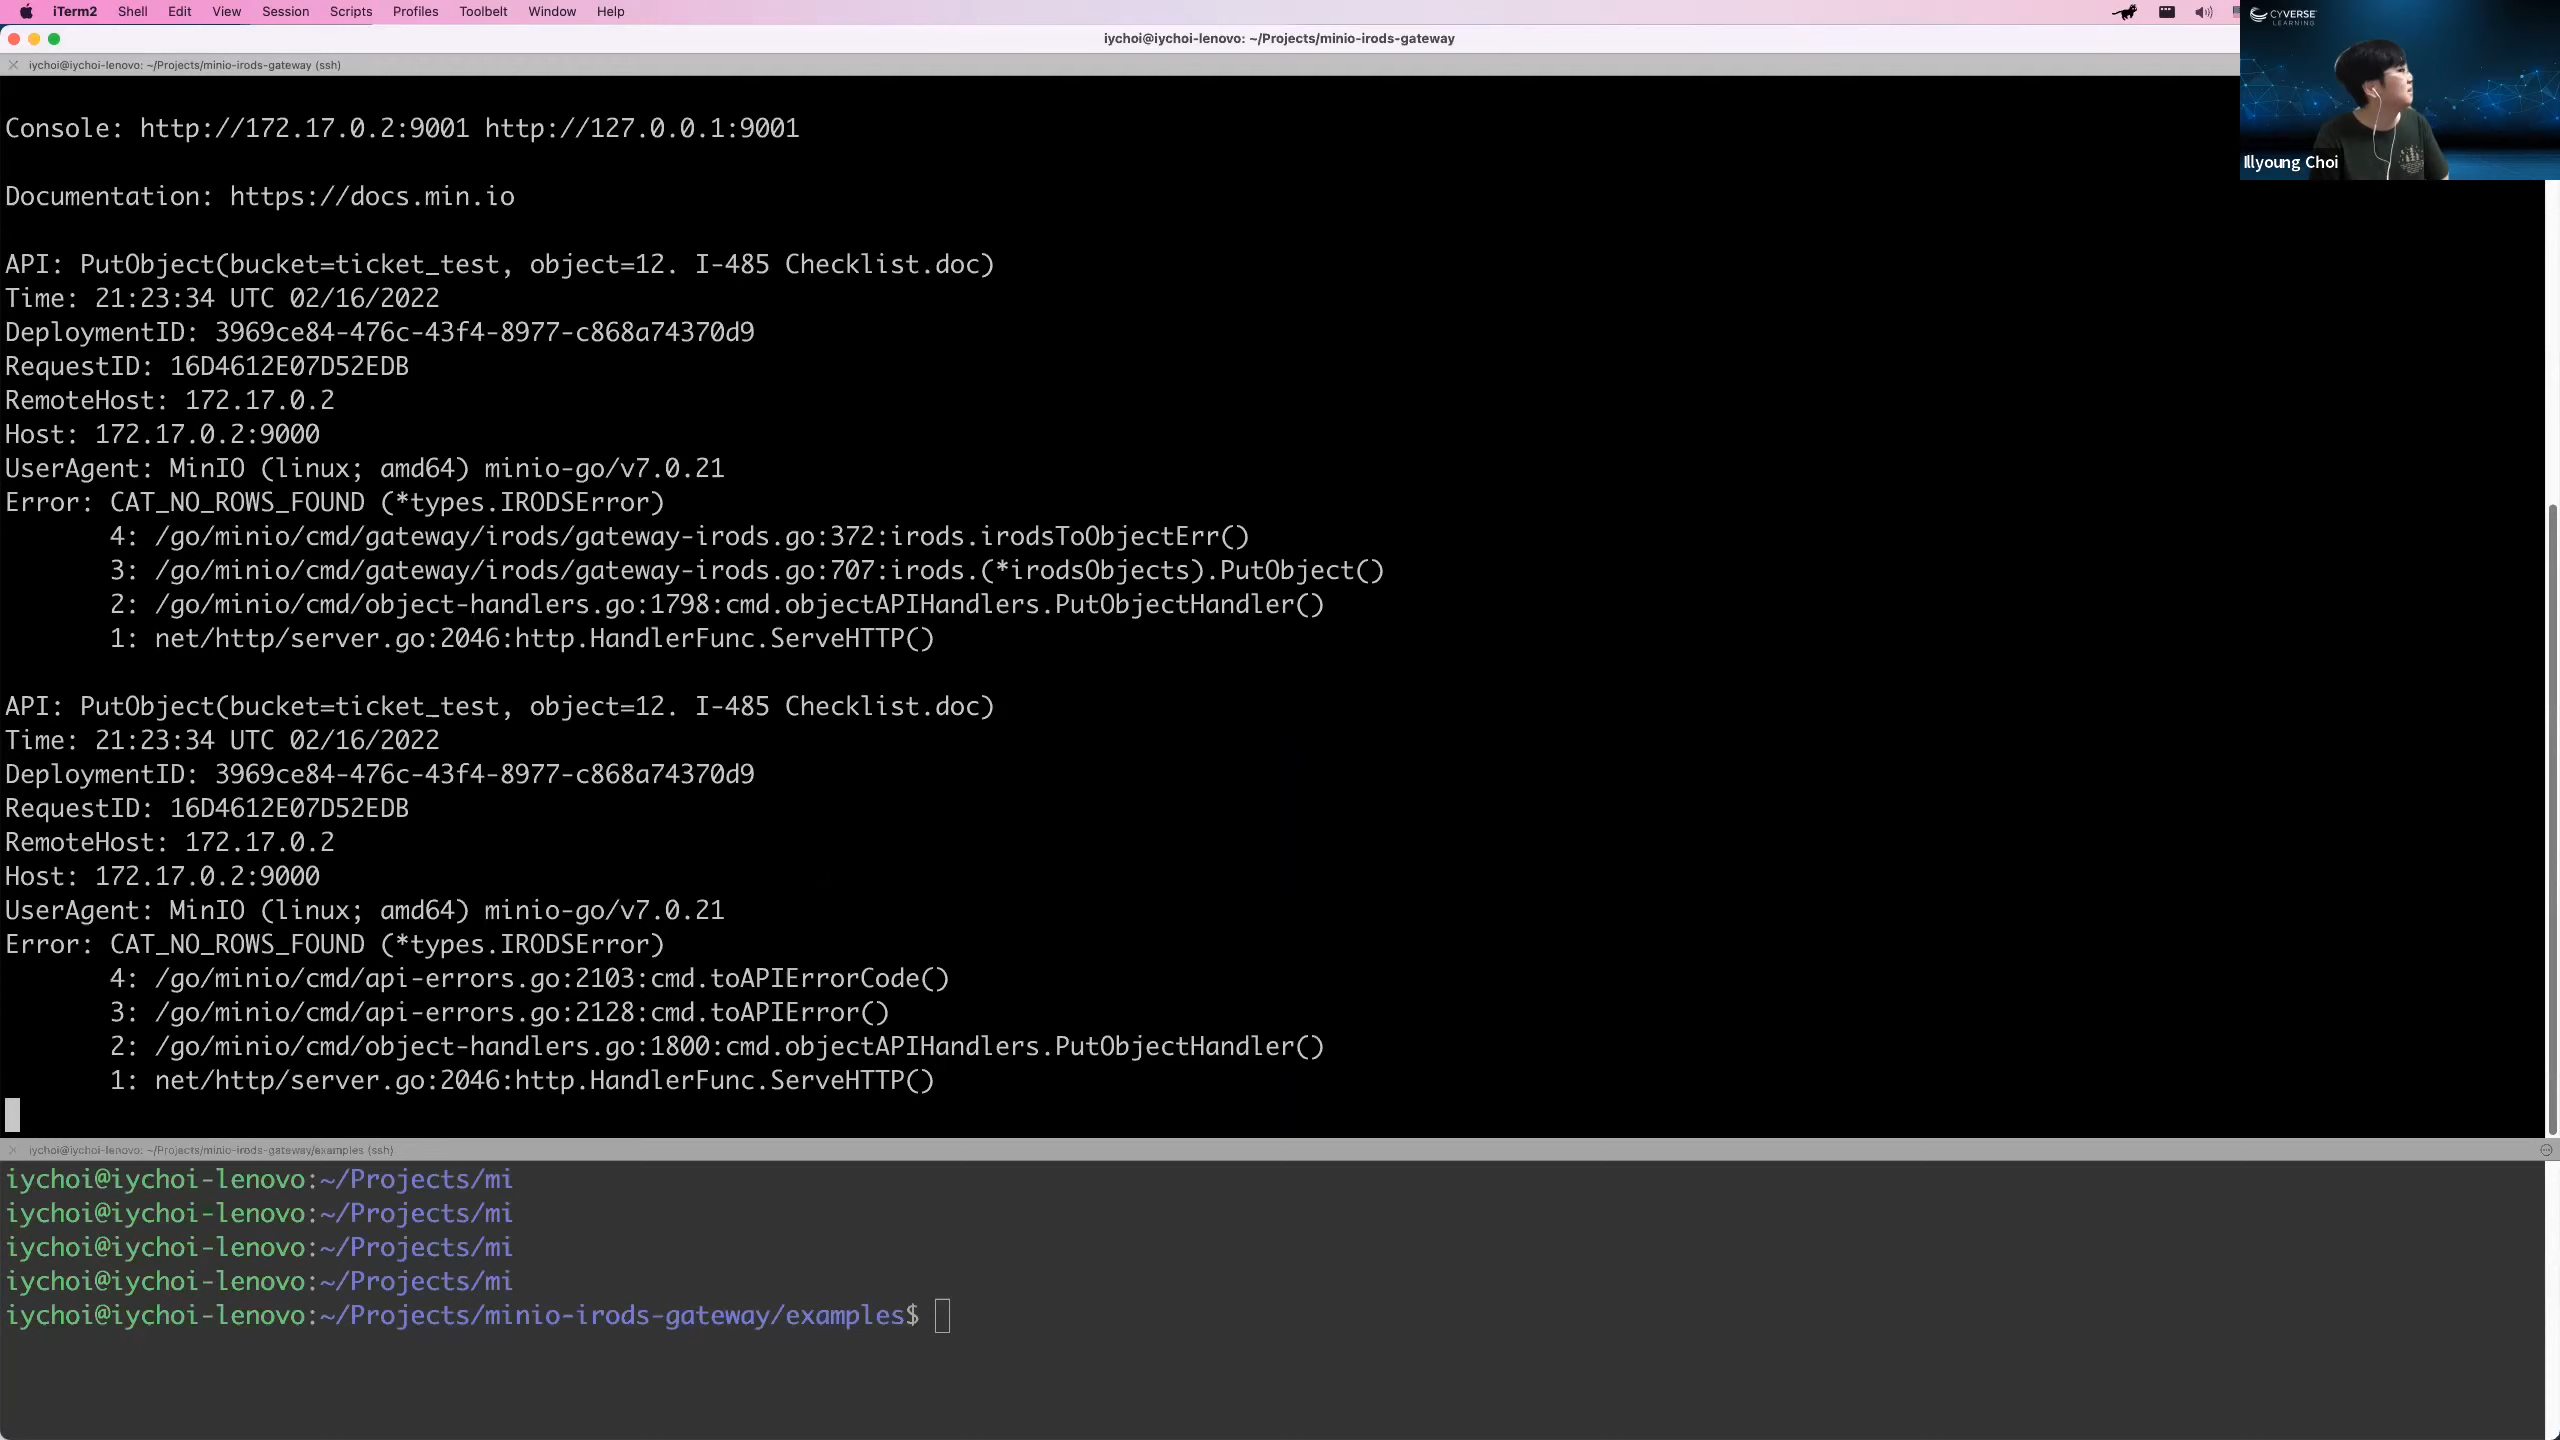 iTerm2 Shell Edit View Session Scripts Profiles Toolbelt Window Help
iychoi@iychoi-lenovo: ~/Projects/minio-irods-gateway
iychoi@iychoi-lenovo: ~/Projects/minio-irods-gateway (ssh)
CYVERSE
LEARNING
Illyoung Choi
Console: http://172.17.0.2:9001 http://127.0.0.1:9001
Documentation: https://docs.min.io
API: PutObject(bucket=ticket_test, object=12. I-485 Checklist.doc)
Time: 21:23:34 UTC 02/16/2022
DeploymentID: 3969ce84-476c-43f4-8977-c868a74370d9
RequestID: 16D4612E07D52EDB
RemoteHost: 172.17.0.2
Host: 172.17.0.2:9000
UserAgent: MinIO (linux; amd64) minio-go/v7.0.21
Error: CAT_NO_ROWS_FOUND (*types.IRODSError)
4: /go/minio/cmd/gateway/irods/gateway-irods.go:372:irods.irodsToObjectErr()
3: /go/minio/cmd/gateway/irods/gateway-irods.go:707:irods.(*irodsObjects).PutObject()
2: /go/minio/cmd/object-handlers.go:1798:cmd.objectAPIHandlers.PutObjectHandler()
1: net/http/server.go:2046:http.HandlerFunc.ServeHTTP()
API: PutObject(bucket=ticket_test, object=12. I-485 Checklist.doc)
Time: 21:23:34 UTC 02/16/2022
DeploymentID: 3969ce84-476c-43f4-8977-c868a74370d9
RequestID: 16D4612E07D52EDB
RemoteHost: 172.17.0.2
Host: 172.17.0.2:9000
UserAgent: MinIO (linux; amd64) minio-go/v7.0.21
Error: CAT_NO_ROWS_FOUND (*types.IRODSError)
4: /go/minio/cmd/api-errors.go:2103:cmd.toAPIErrorCode()
3: /go/minio/cmd/api-errors.go:2128:cmd.toAPIError()
2: /go/minio/cmd/object-handlers.go:1800:cmd.objectAPIHandlers.PutObjectHandler()
1: net/http/server.go:2046:http.HandlerFunc.ServeHTTP()
iychoi@iychoi-lenovo: ~/Projects/minio-irods-gateway/examples (ssh)
iychoi@iychoi-lenovo:~/Projects/mi
iychoi@iychoi-lenovo:~/Projects/mi
iychoi@iychoi-lenovo:~/Projects/mi
iychoi@iychoi-lenovo:~/Projects/mi
iychoi@iychoi-lenovo:~/Projects/minio-irods-gateway/examples$